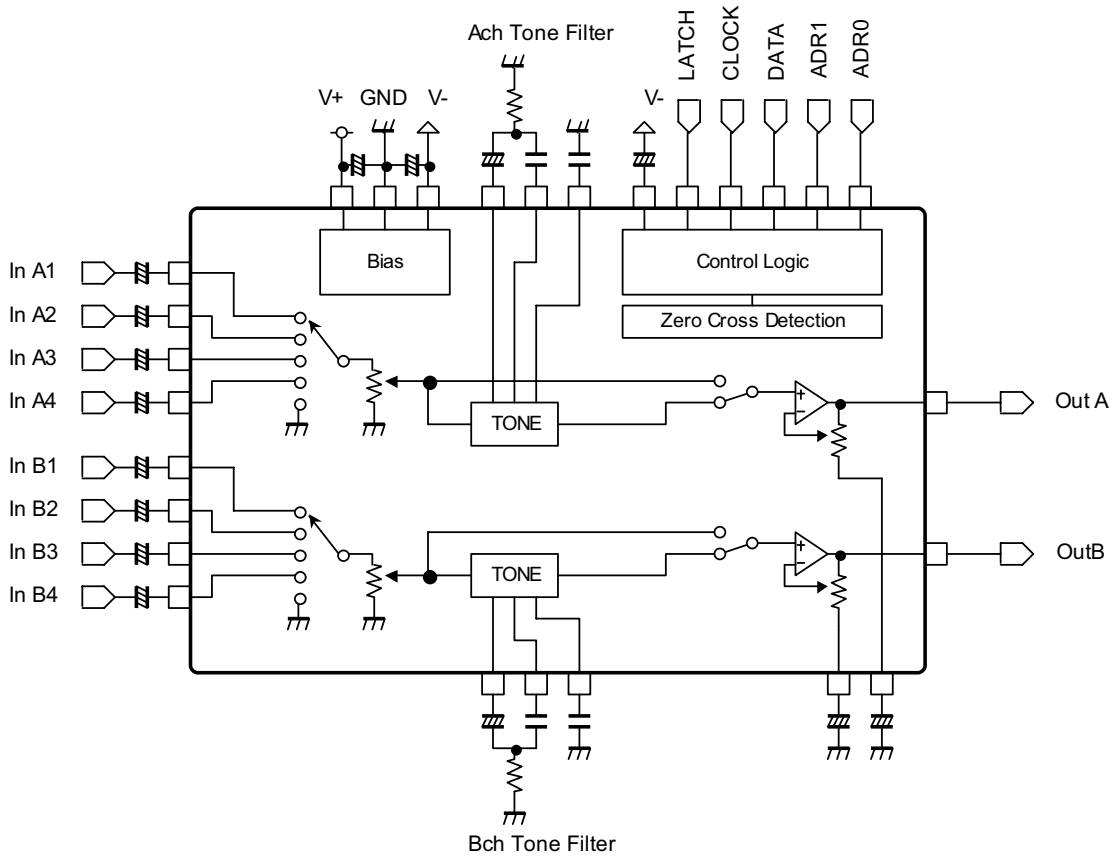 Ach Tone Filter
LATCH
CLOCK
DATA
ADR1
ADR0
V+
GND
V-
V-
Bias
Control Logic
Zero Cross Detection
In A1
In A2
In A3
In A4
TONE
+
−
Out A
In B1
In B2
In B3
In B4
TONE
+
−
OutB
Bch Tone Filter